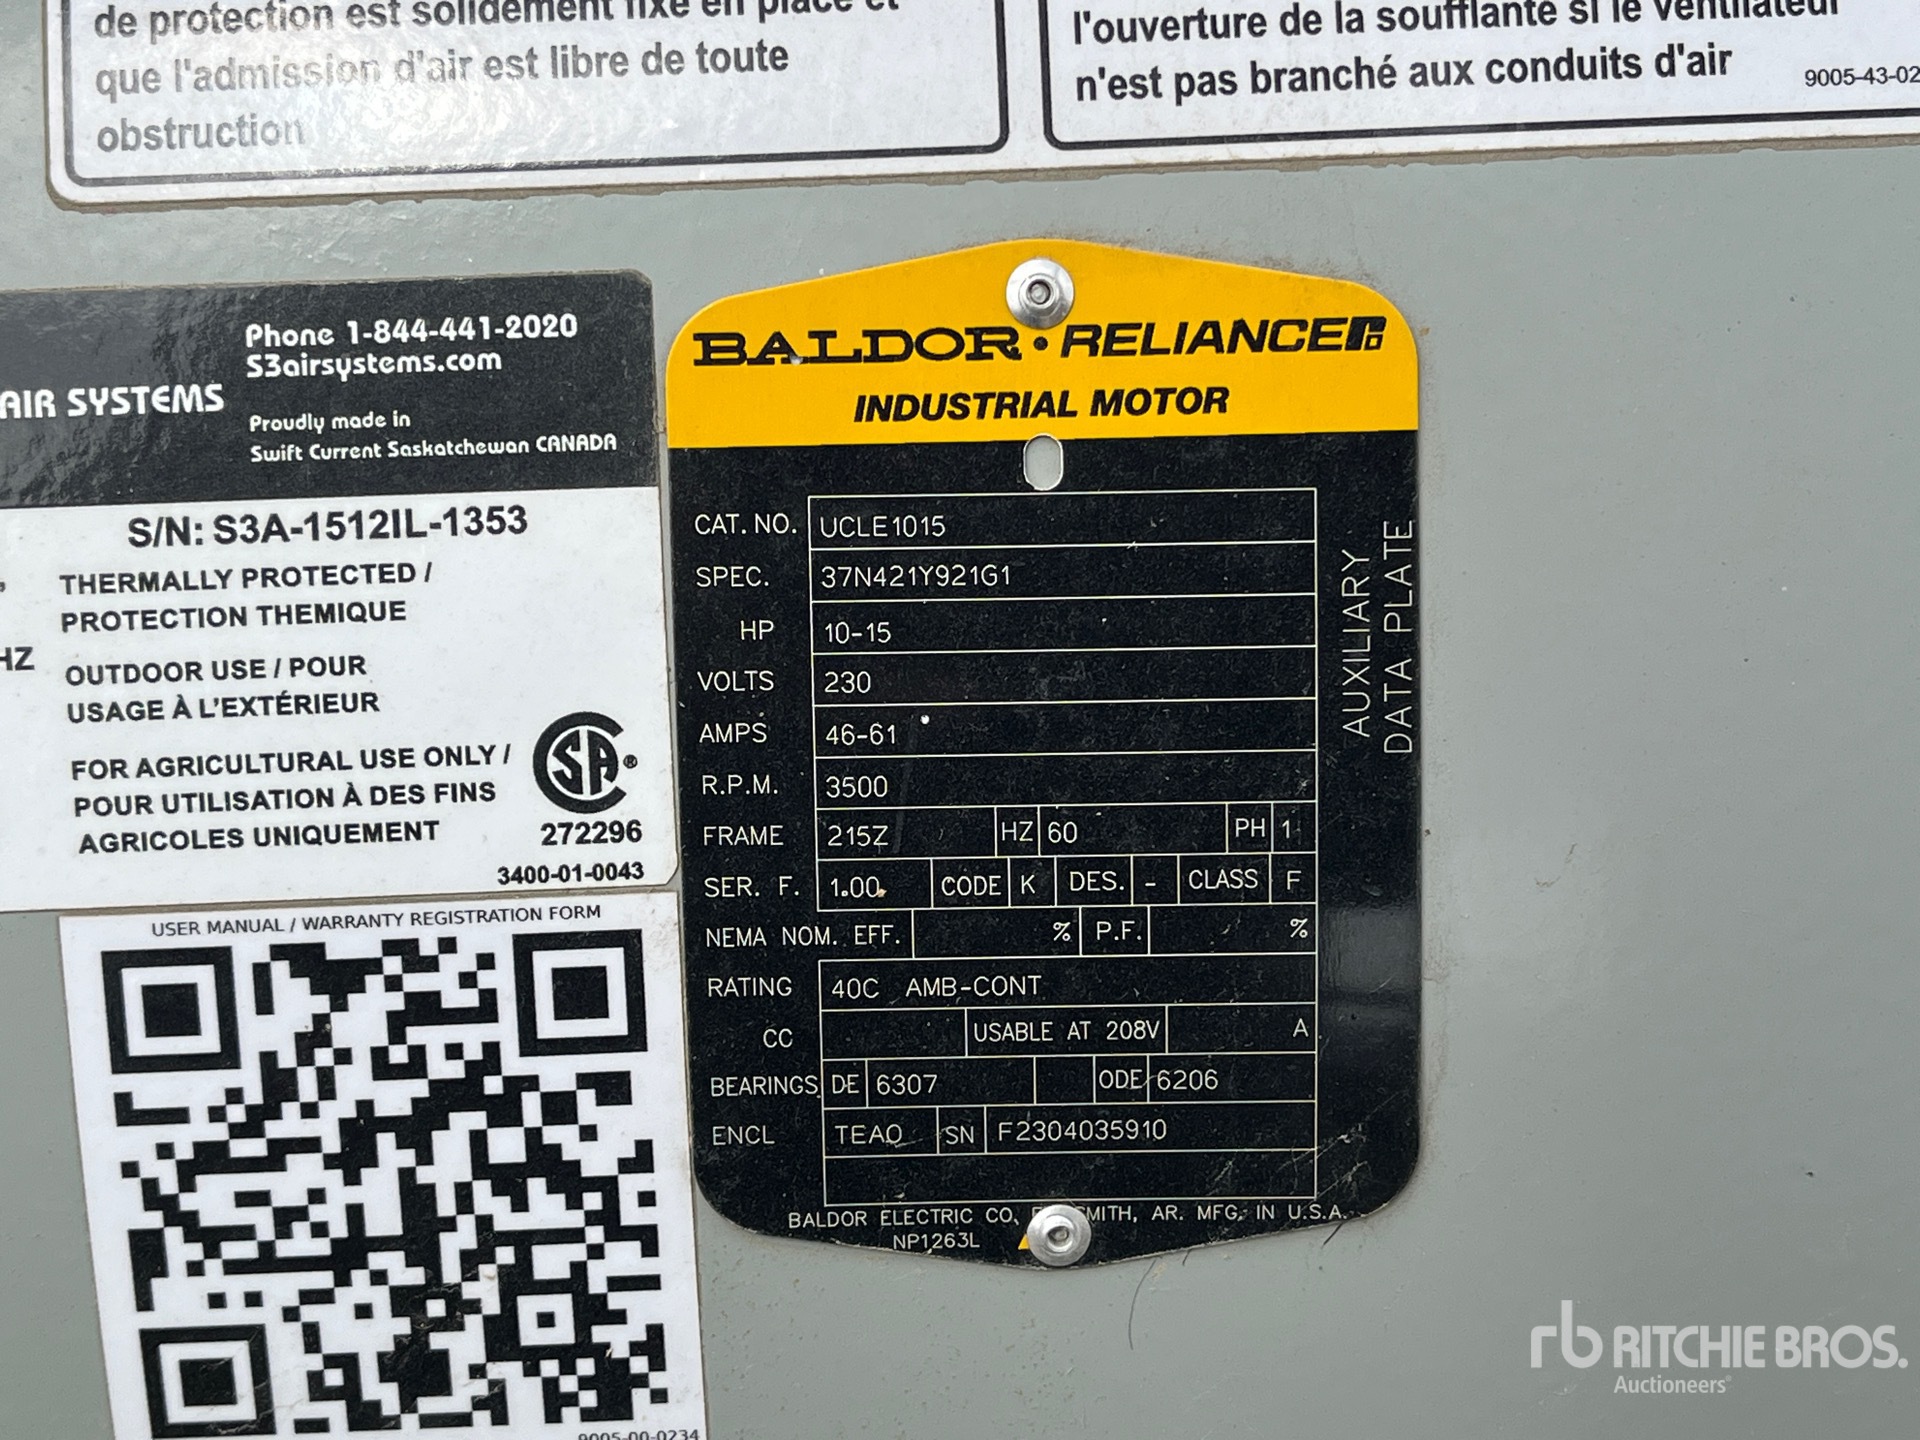 de protection est solidement fixé en place et
que l'admission d'air est libre de toute
obstruction
l'ouverture de la soufflante si le ventilateur
n'est pas branché aux conduits d'air
9005-43-02
Phone 1-844-441-2020
S3airsystems.com
AIR SYSTEMS
Proudly made in
Swift Current Saskatchewan CANADA
S/N: S3A-1512IL-1353
THERMALLY PROTECTED /
PROTECTION THEMIQUE
HZ
OUTDOOR USE / POUR
USAGE À L'EXTÉRIEUR
FOR AGRICULTURAL USE ONLY /
POUR UTILISATION À DES FINS
AGRICOLES UNIQUEMENT
SA ®
272296
3400-01-0043
USER MANUAL / WARRANTY REGISTRATION FORM
9005-00-0234
BALDOR • RELIANCE
INDUSTRIAL MOTOR
CAT. NO. UCLE1015
SPEC. 37N421Y921G1
HP 10-15
VOLTS 230
AMPS 46-61
R.P.M. 3500
FRAME 215Z HZ 60 PH 1
SER. F. 1.00 CODE K DES. - CLASS F
NEMA NOM. EFF. % P.F. %
RATING 40C AMB-CONT
CC USABLE AT 208V A
BEARINGS DE 6307 ODE 6206
ENCL TEAO SN F2304035910
BALDOR ELECTRIC CO. MITH, AR. MFG. IN U.S.A.
NP1263L
AUXILIARY
DATA PLATE
rb RITCHIE BROS.
Auctioneers